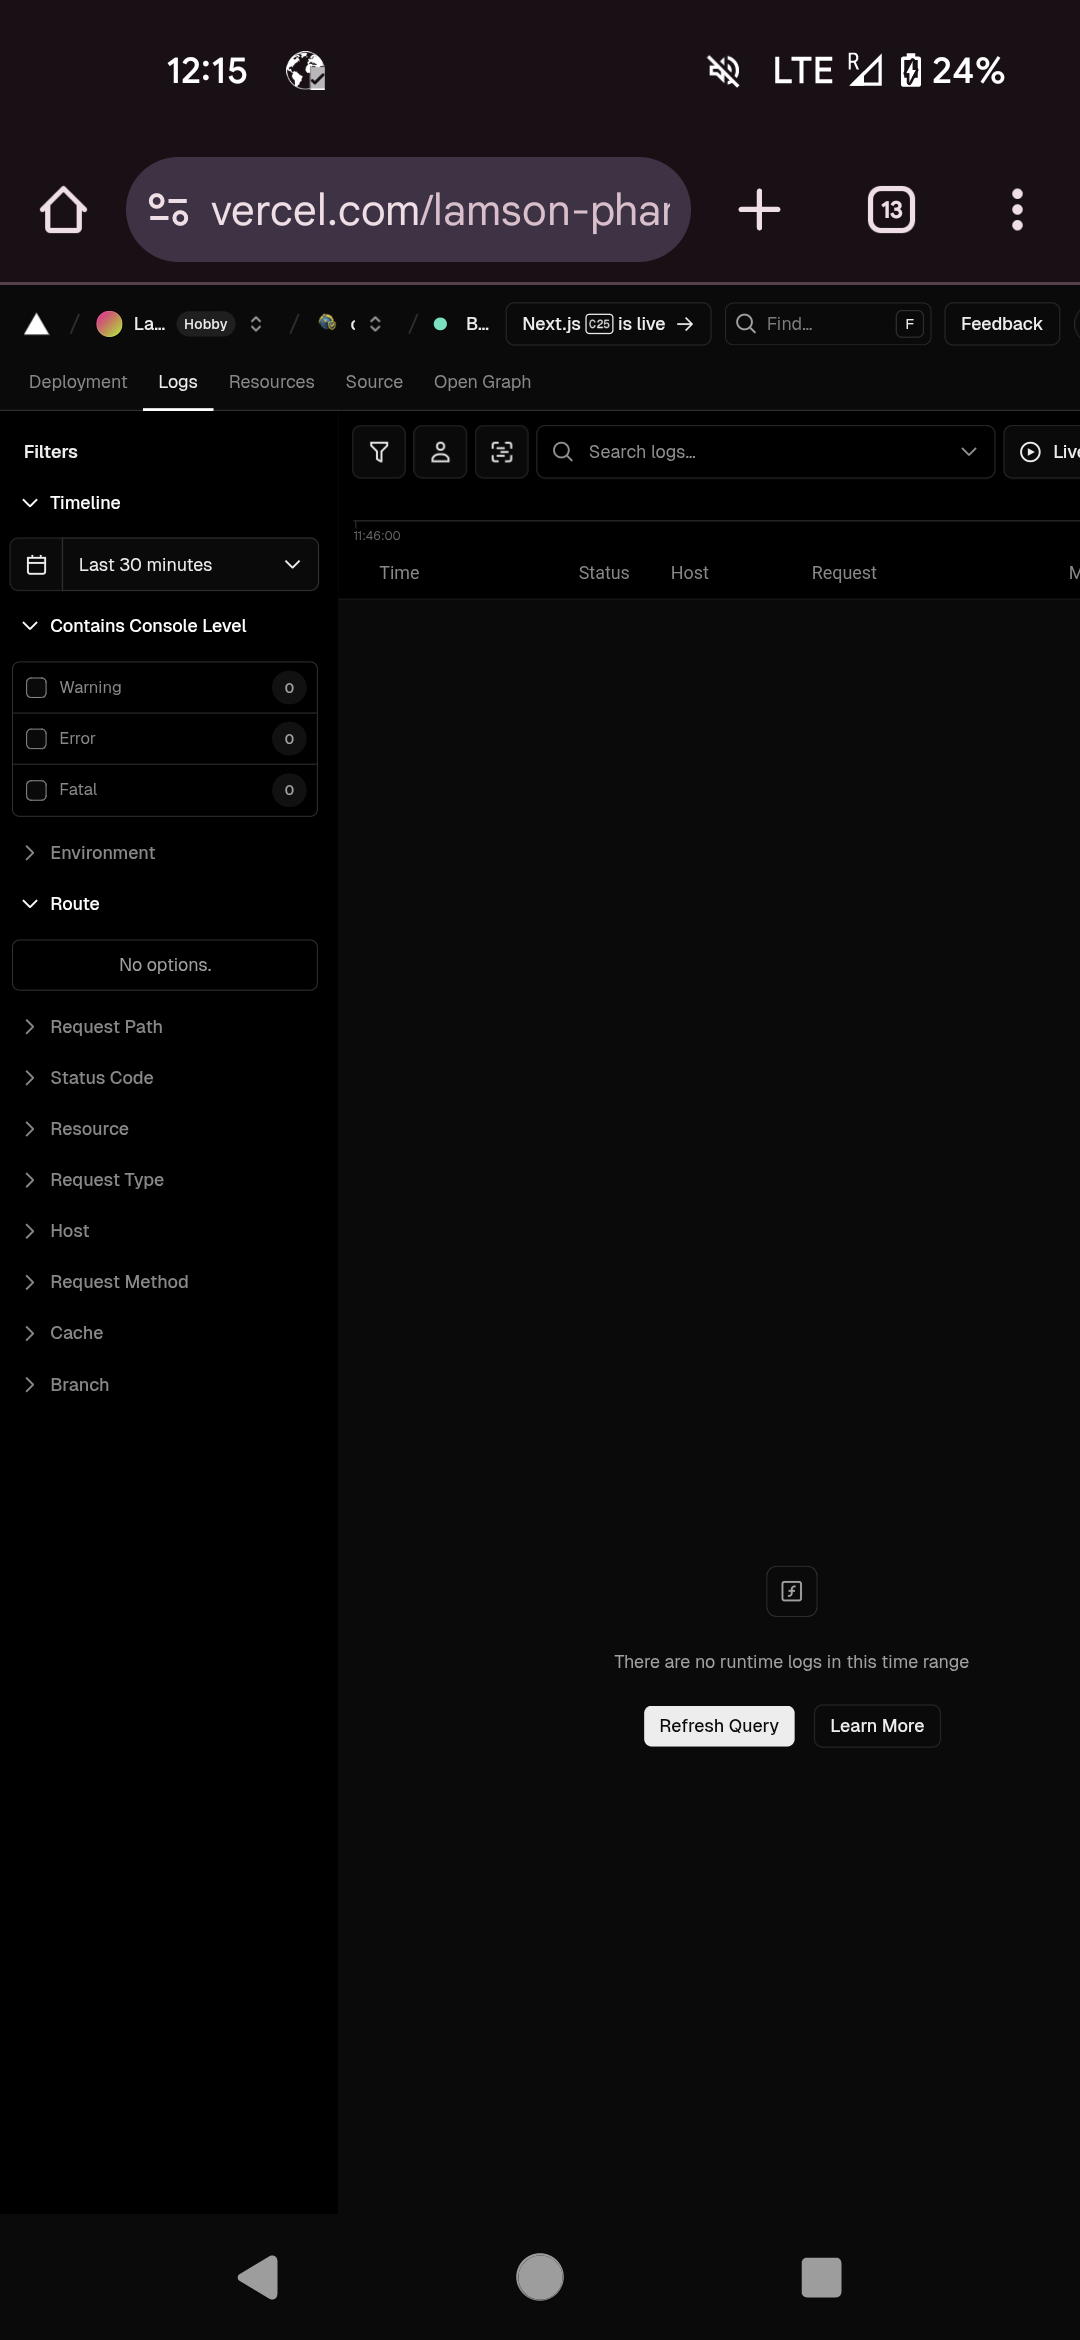 12:15
LTE R 24%
vercel.com/lamson-phar
13
La... Hobby
B...
Next.js C25 is live →
Find...
F
Feedback
Deployment Logs Resources Source Open Graph
Filters
Search logs...
Live
Timeline
11:46:00
Last 30 minutes
Time Status Host Request M
Contains Console Level
Warning 0
Error 0
Fatal 0
Environment
Route
No options.
Request Path
Status Code
Resource
Request Type
Host
Request Method
Cache
Branch
There are no runtime logs in this time range
Refresh Query Learn More